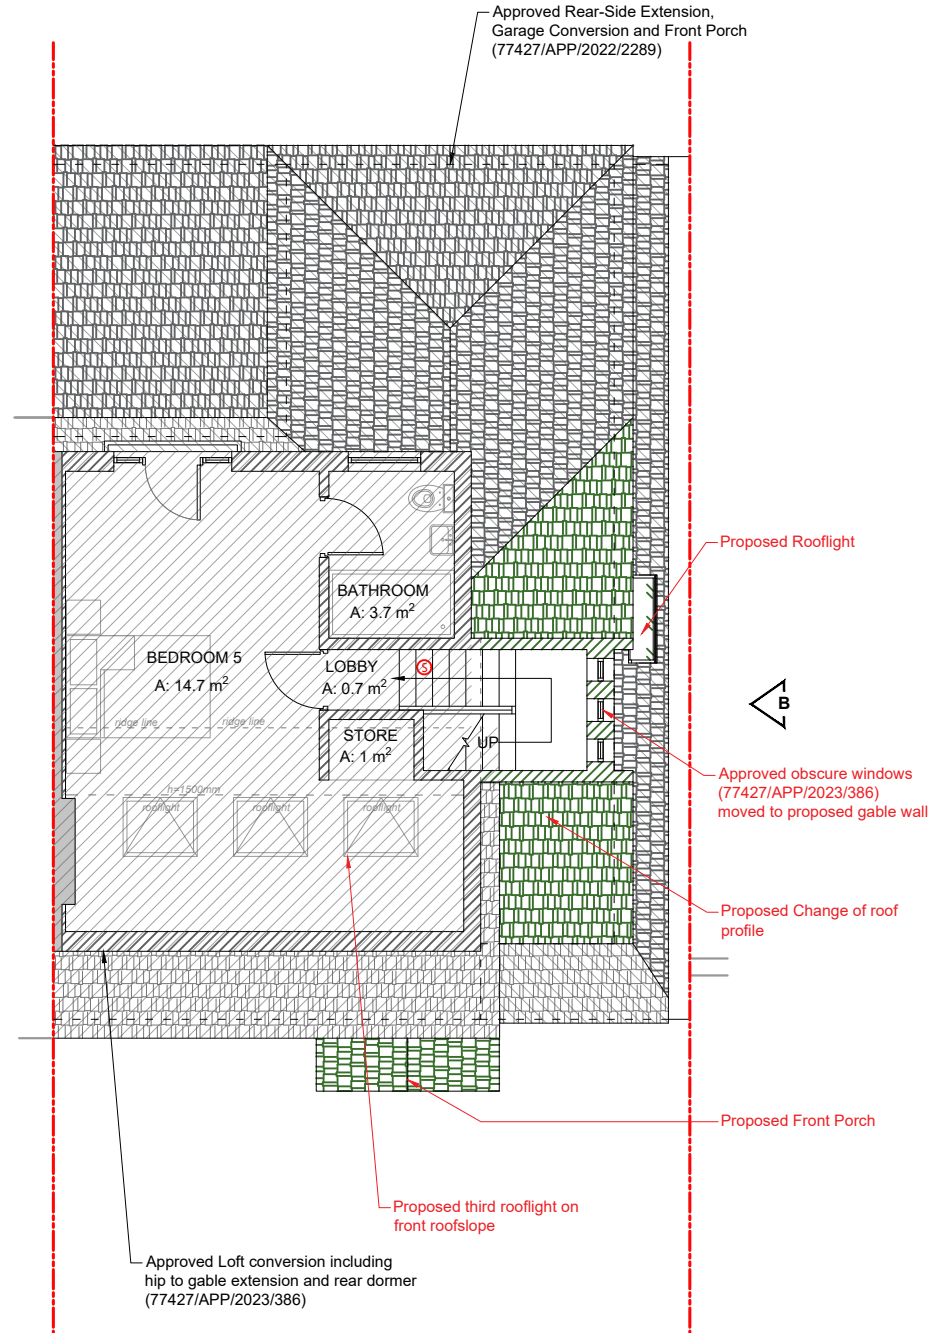 Approved Rear-Side Extension,
Garage Conversion and Front Porch
(77427/APP/2022/2289)
Proposed Rooflight
BATHROOM
A: 3.7 m²
BEDROOM 5
A: 14.7 m²
LOBBY
A: 0.7 m²
S
ridge line
ridge line
STORE
A: 1 m²
UP
B
h=1500mm
rooflight
rooflight
rooflight
Approved obscure windows
(77427/APP/2023/386)
moved to proposed gable wall
Proposed Change of roof
profile
Proposed Front Porch
Proposed third rooflight on
front roofslope
Approved Loft conversion including
hip to gable extension and rear dormer
(77427/APP/2023/386)